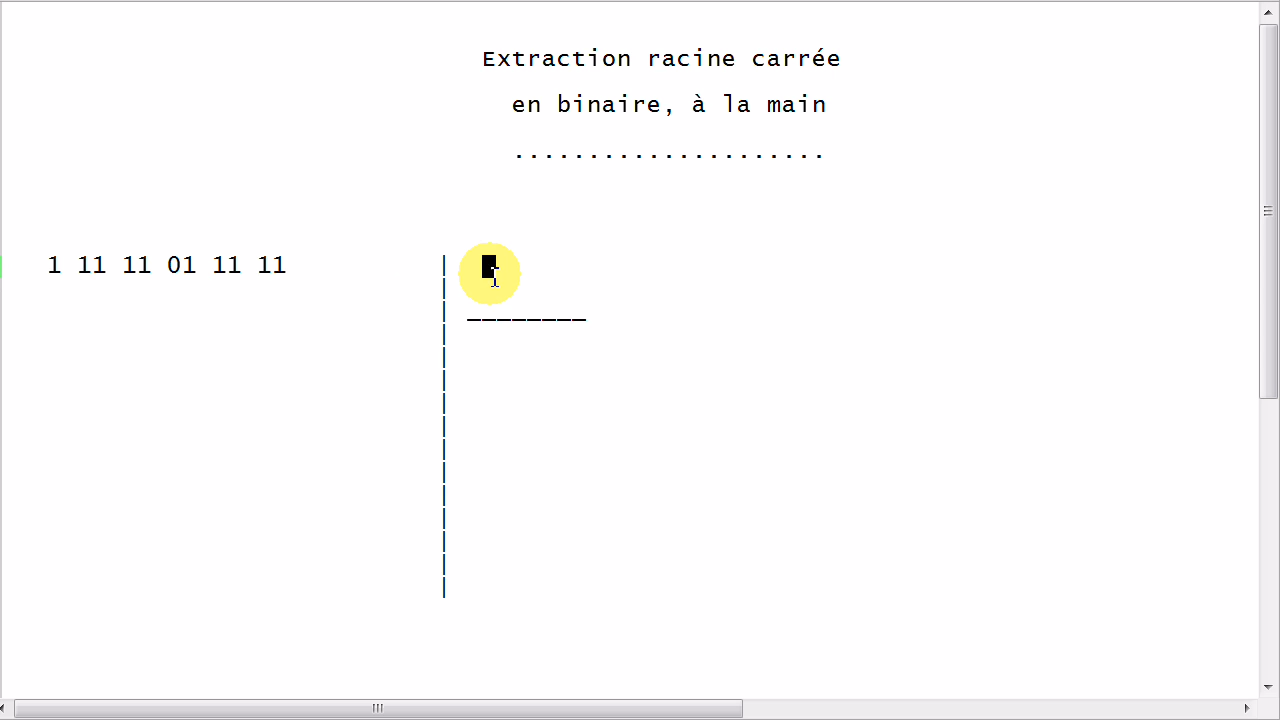 Extraction racine carrée
en binaire, à la main
.....................
1 11 11 01 11 11